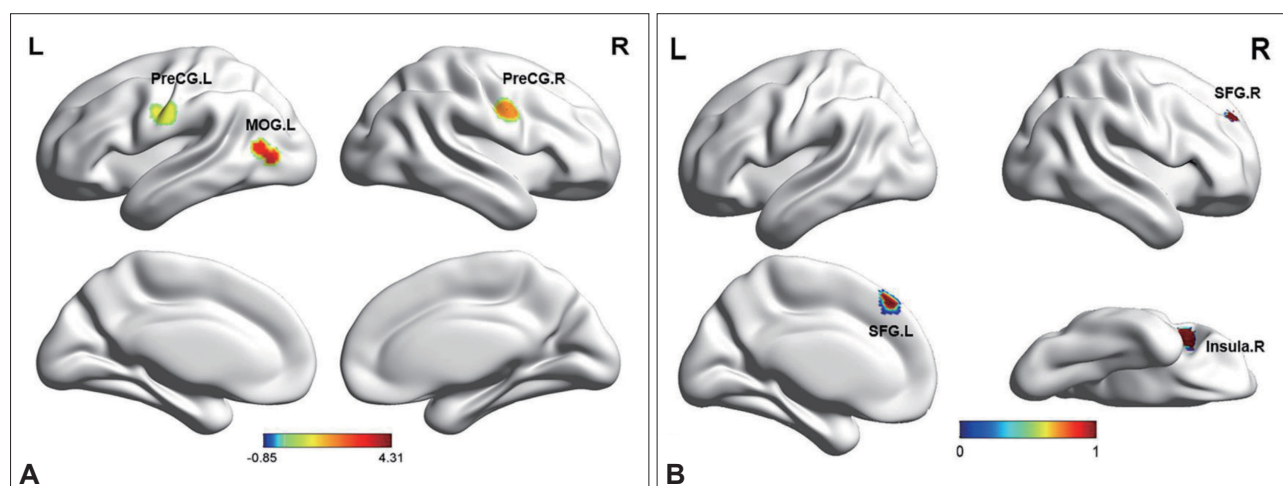 L R
PreCG.L PreCG.R
MOG.L
-0.85 4.31
A
L R
SFG.R
SFG.L
Insula.R
0 1
B